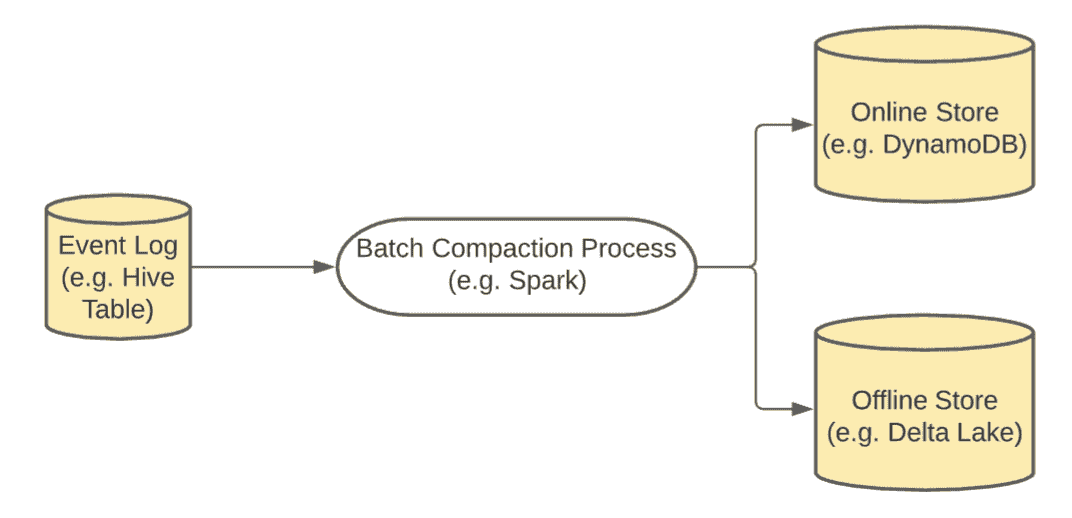 Event Log
(e.g. Hive
Table)
Batch Compaction Process
(e.g. Spark)
Online Store
(e.g. DynamoDB)
Offline Store
(e.g. Delta Lake)